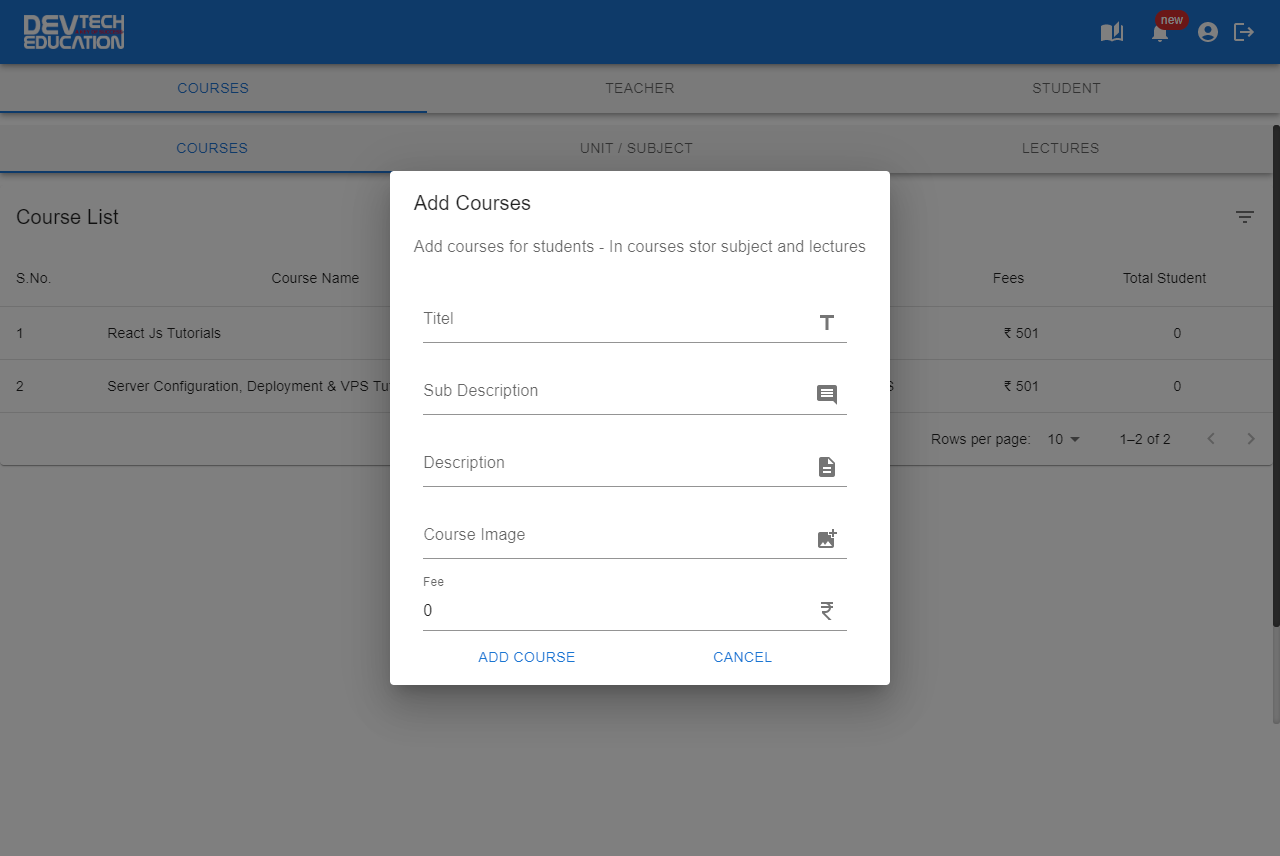 DEVTECH
EDUCATION
new
COURSES TEACHER STUDENT
COURSES UNIT / SUBJECT LECTURES
Course List
S.No. Course Name Fees Total Student
1 React Js Tutorials ₹ 501 0
2 Server Configuration, Deployment & VPS Tu S ₹ 501 0
Rows per page: 10 1–2 of 2
Add Courses
Add courses for students - In courses stor subject and lectures
Titel
Sub Description
Description
Course Image
Fee
0 ₹
ADD COURSE CANCEL